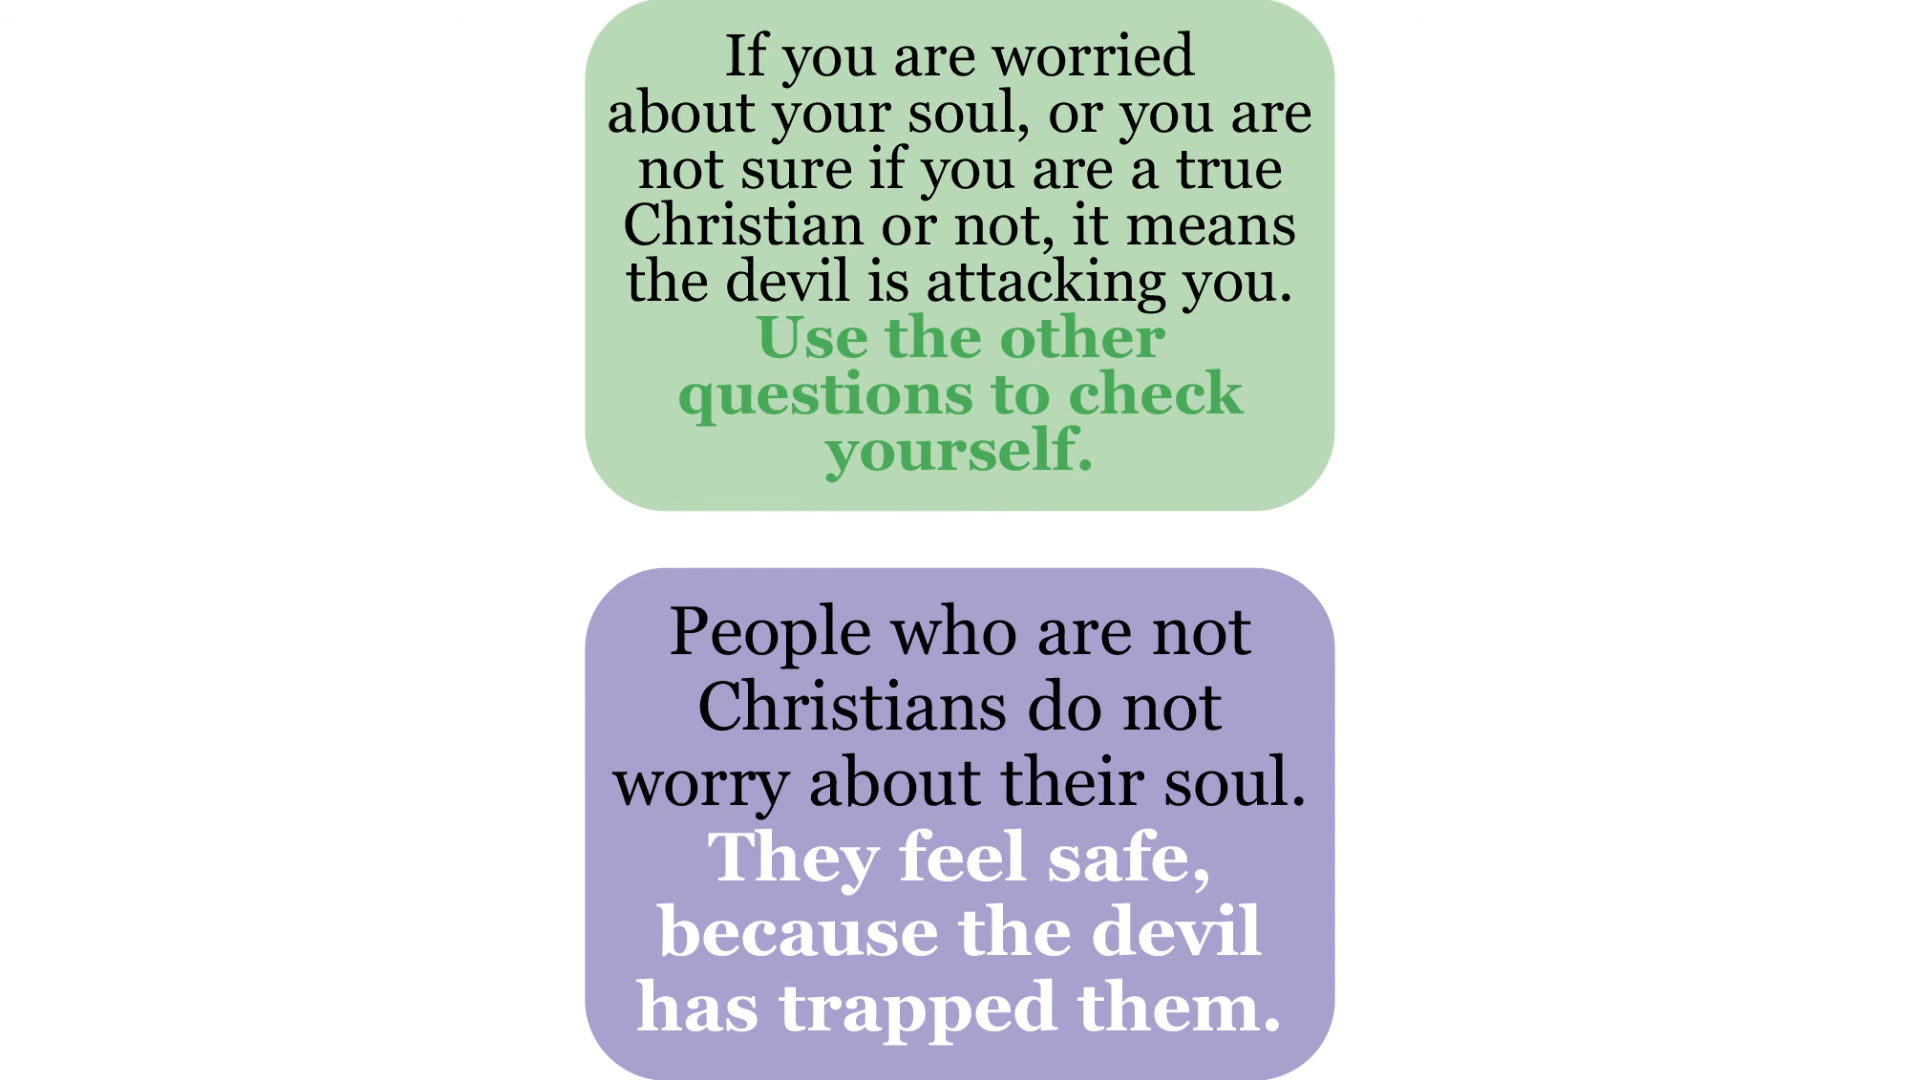 If you are worried
about your soul, or you are
not sure if you are a true
Christian or not, it means
the devil is attacking you.
Use the other
questions to check
yourself.
People who are not
Christians do not
worry about their soul.
They feel safe,
because the devil
has trapped them.